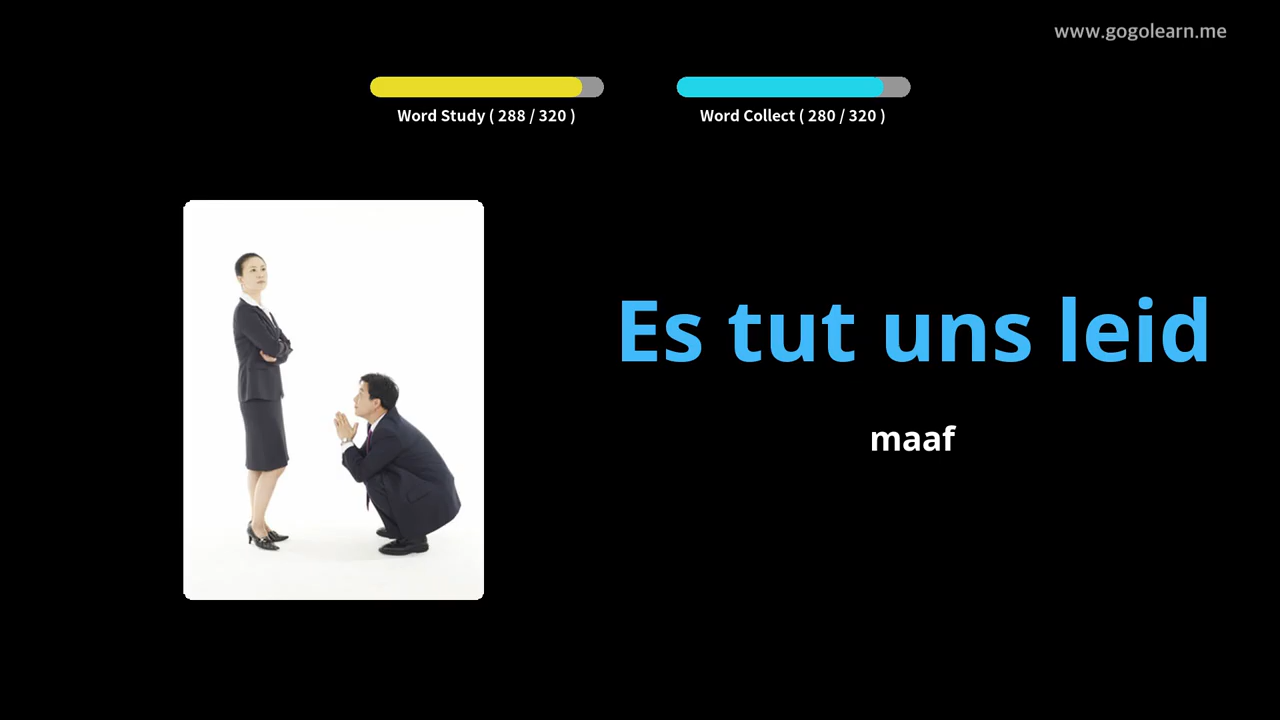 www.gogolearn.me
Word Study ( 288 / 320 )
Word Collect ( 280 / 320 )
Es tut uns leid
maaf